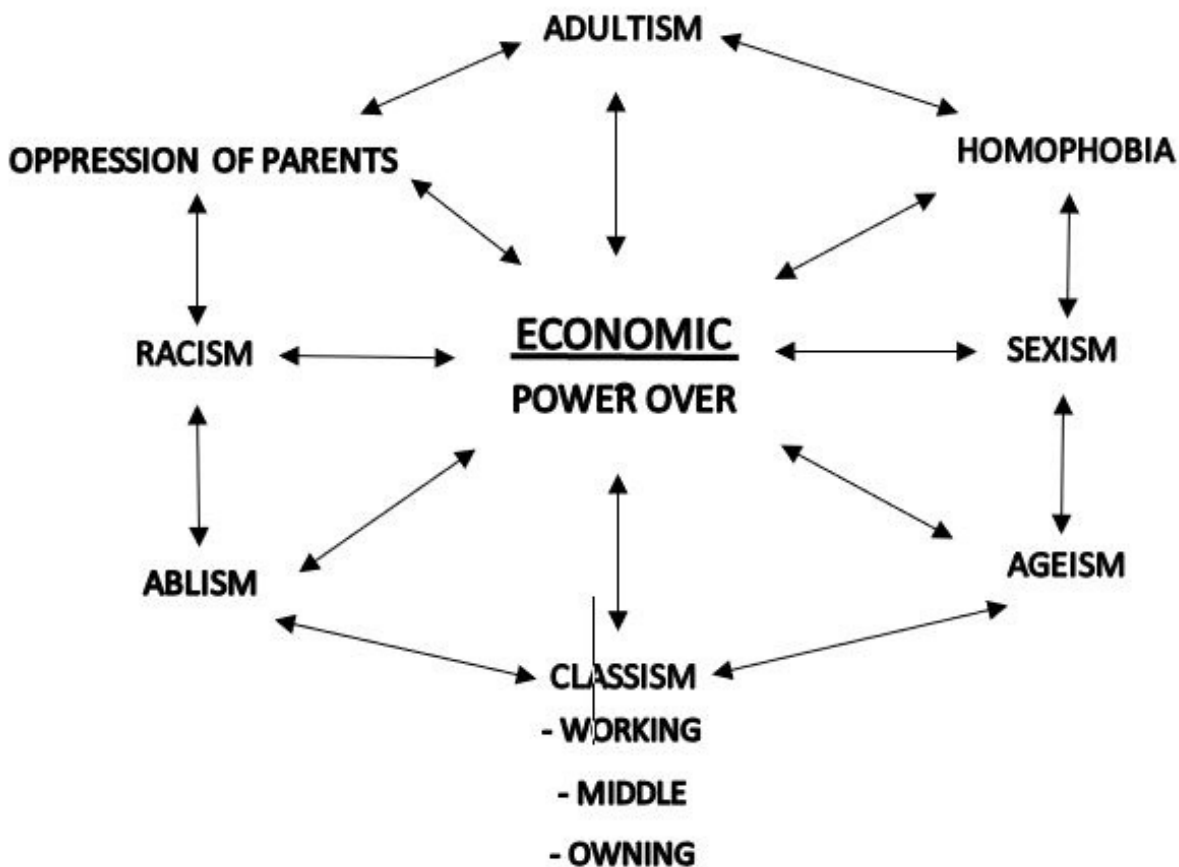 ADULTISM
OPPRESSION OF PARENTS
HOMOPHOBIA
ECONOMIC
POWER OVER
RACISM
SEXISM
ABLISM
AGEISM
CLASSISM
- WORKING
- MIDDLE
- OWNING